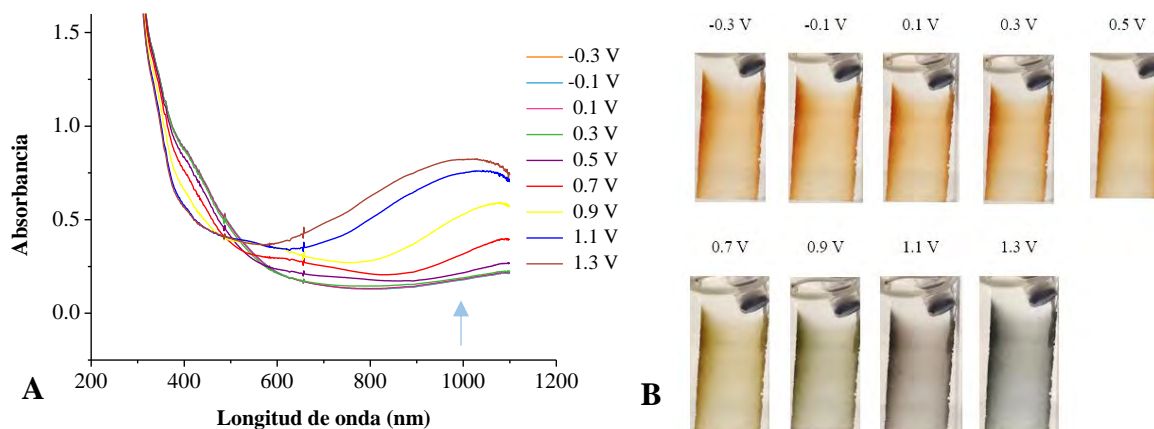 1.5
1.0
0.5
0.0
Absorbancia
200 400 600 800 1000 1200
Longitud de onda (nm)
A
-0.3 V
-0.1 V
0.1 V
0.3 V
0.5 V
0.7 V
0.9 V
1.1 V
1.3 V
-0.3 V -0.1 V 0.1 V 0.3 V 0.5 V
0.7 V 0.9 V 1.1 V 1.3 V
B